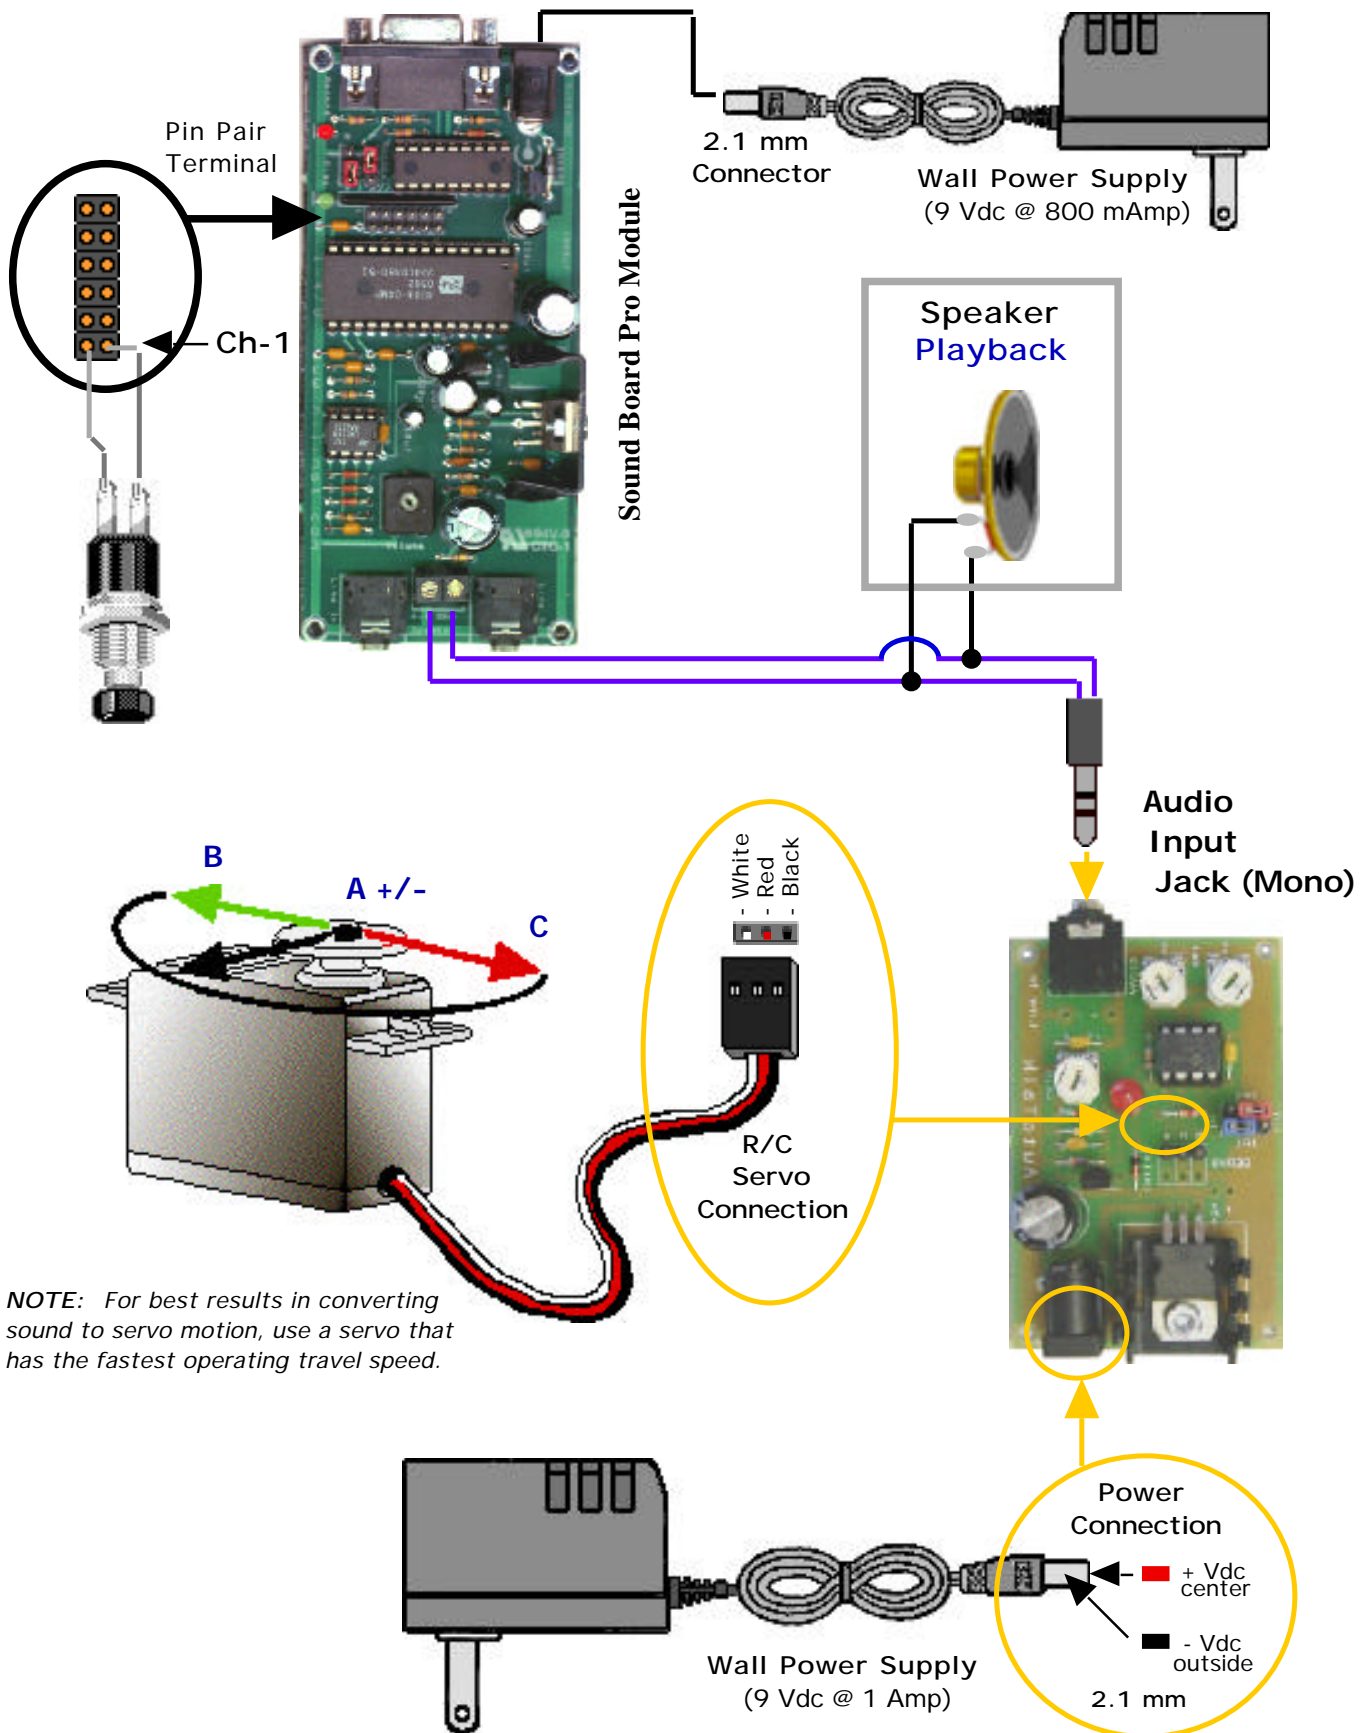 Pin Pair
Terminal
Ch-1
Sound Board Pro Module
2.1 mm
Connector
Wall Power Supply
(9 Vdc @ 800 mAmp)
Speaker
Playback
Audio
Input
Jack (Mono)
B
A +/-
C
- White
- Red
- Black
R/C
Servo
Connection
NOTE: For best results in converting
sound to servo motion, use a servo that
has the fastest operating travel speed.
Power
Connection
+ Vdc
center
- Vdc
outside
2.1 mm
Wall Power Supply
(9 Vdc @ 1 Amp)